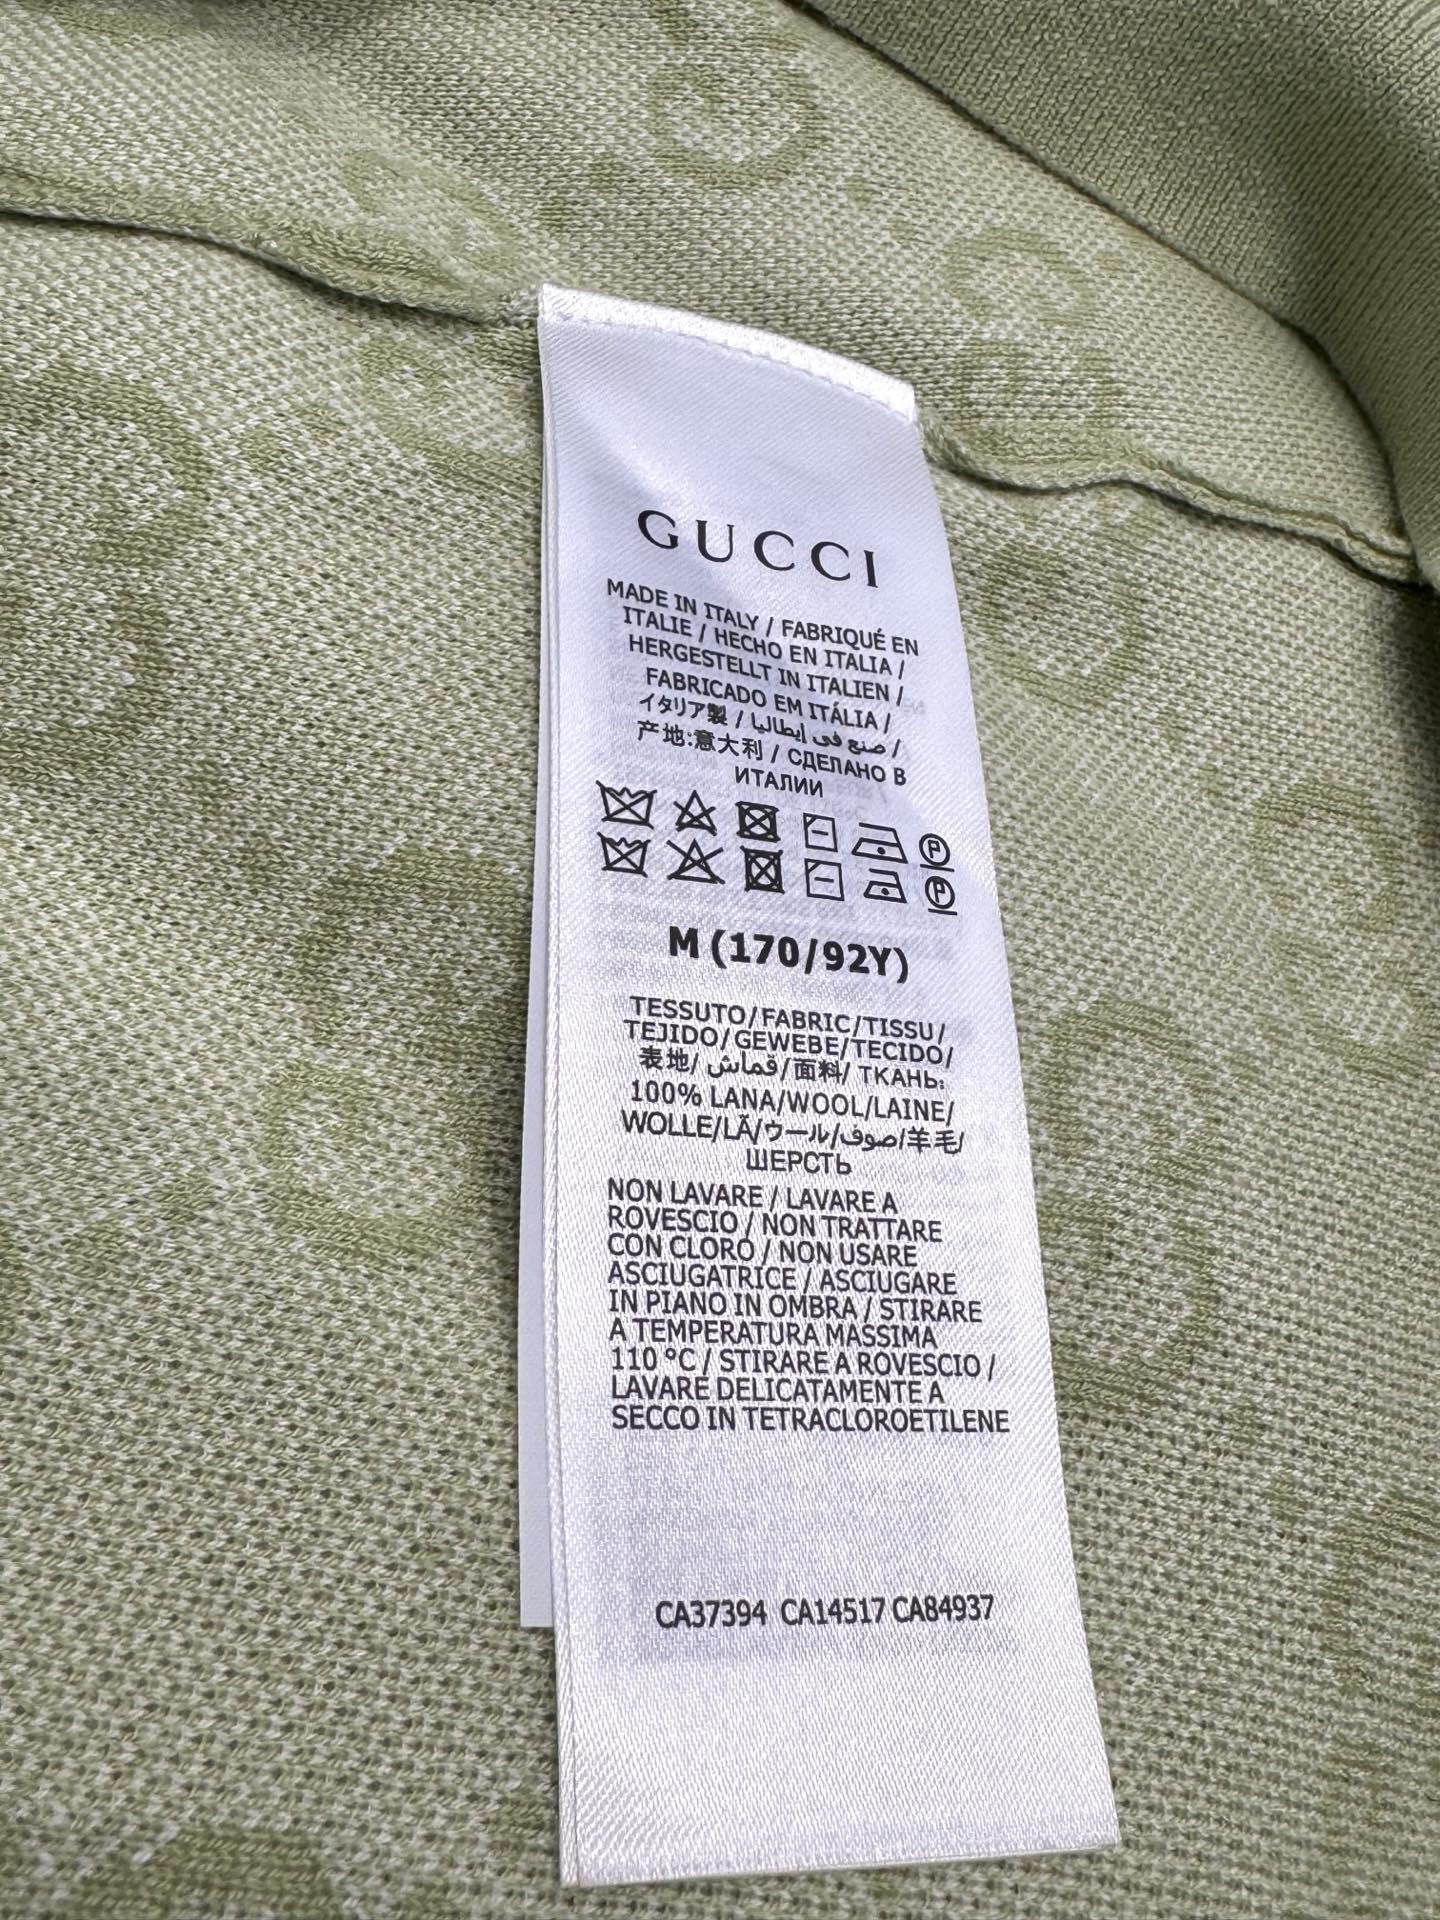 GUCCI
MADE IN ITALY / FABRIQUÉ EN
ITALIE / HECHO EN ITALIA /
HERGESTELLT IN ITALIEN /
FABRICADO EM ITÁLIA /
イタリア製 / صنع فى إيطاليا /
产地:意大利 / СДЕЛАНО В
ИТАЛИИ
P
P
M (170/92Y)
TESSUTO/FABRIC/TISSU/
TEJIDO/GEWEBE/TECIDO/
表地/ قماش/面料/ ТКАНЬ:
100% LANA/WOOL/LAINE/
WOLLE/LÃ/ウール/صوف/羊毛/
ШЕРСТЬ
NON LAVARE / LAVARE A
ROVESCIO / NON TRATTARE
CON CLORO / NON USARE
ASCIUGATRICE / ASCIUGARE
IN PIANO IN OMBRA / STIRARE
A TEMPERATURA MASSIMA
110 °C / STIRARE A ROVESCIO /
LAVARE DELICATAMENTE A
SECCO IN TETRACLOROETILENE
CA37394 CA14517 CA84937